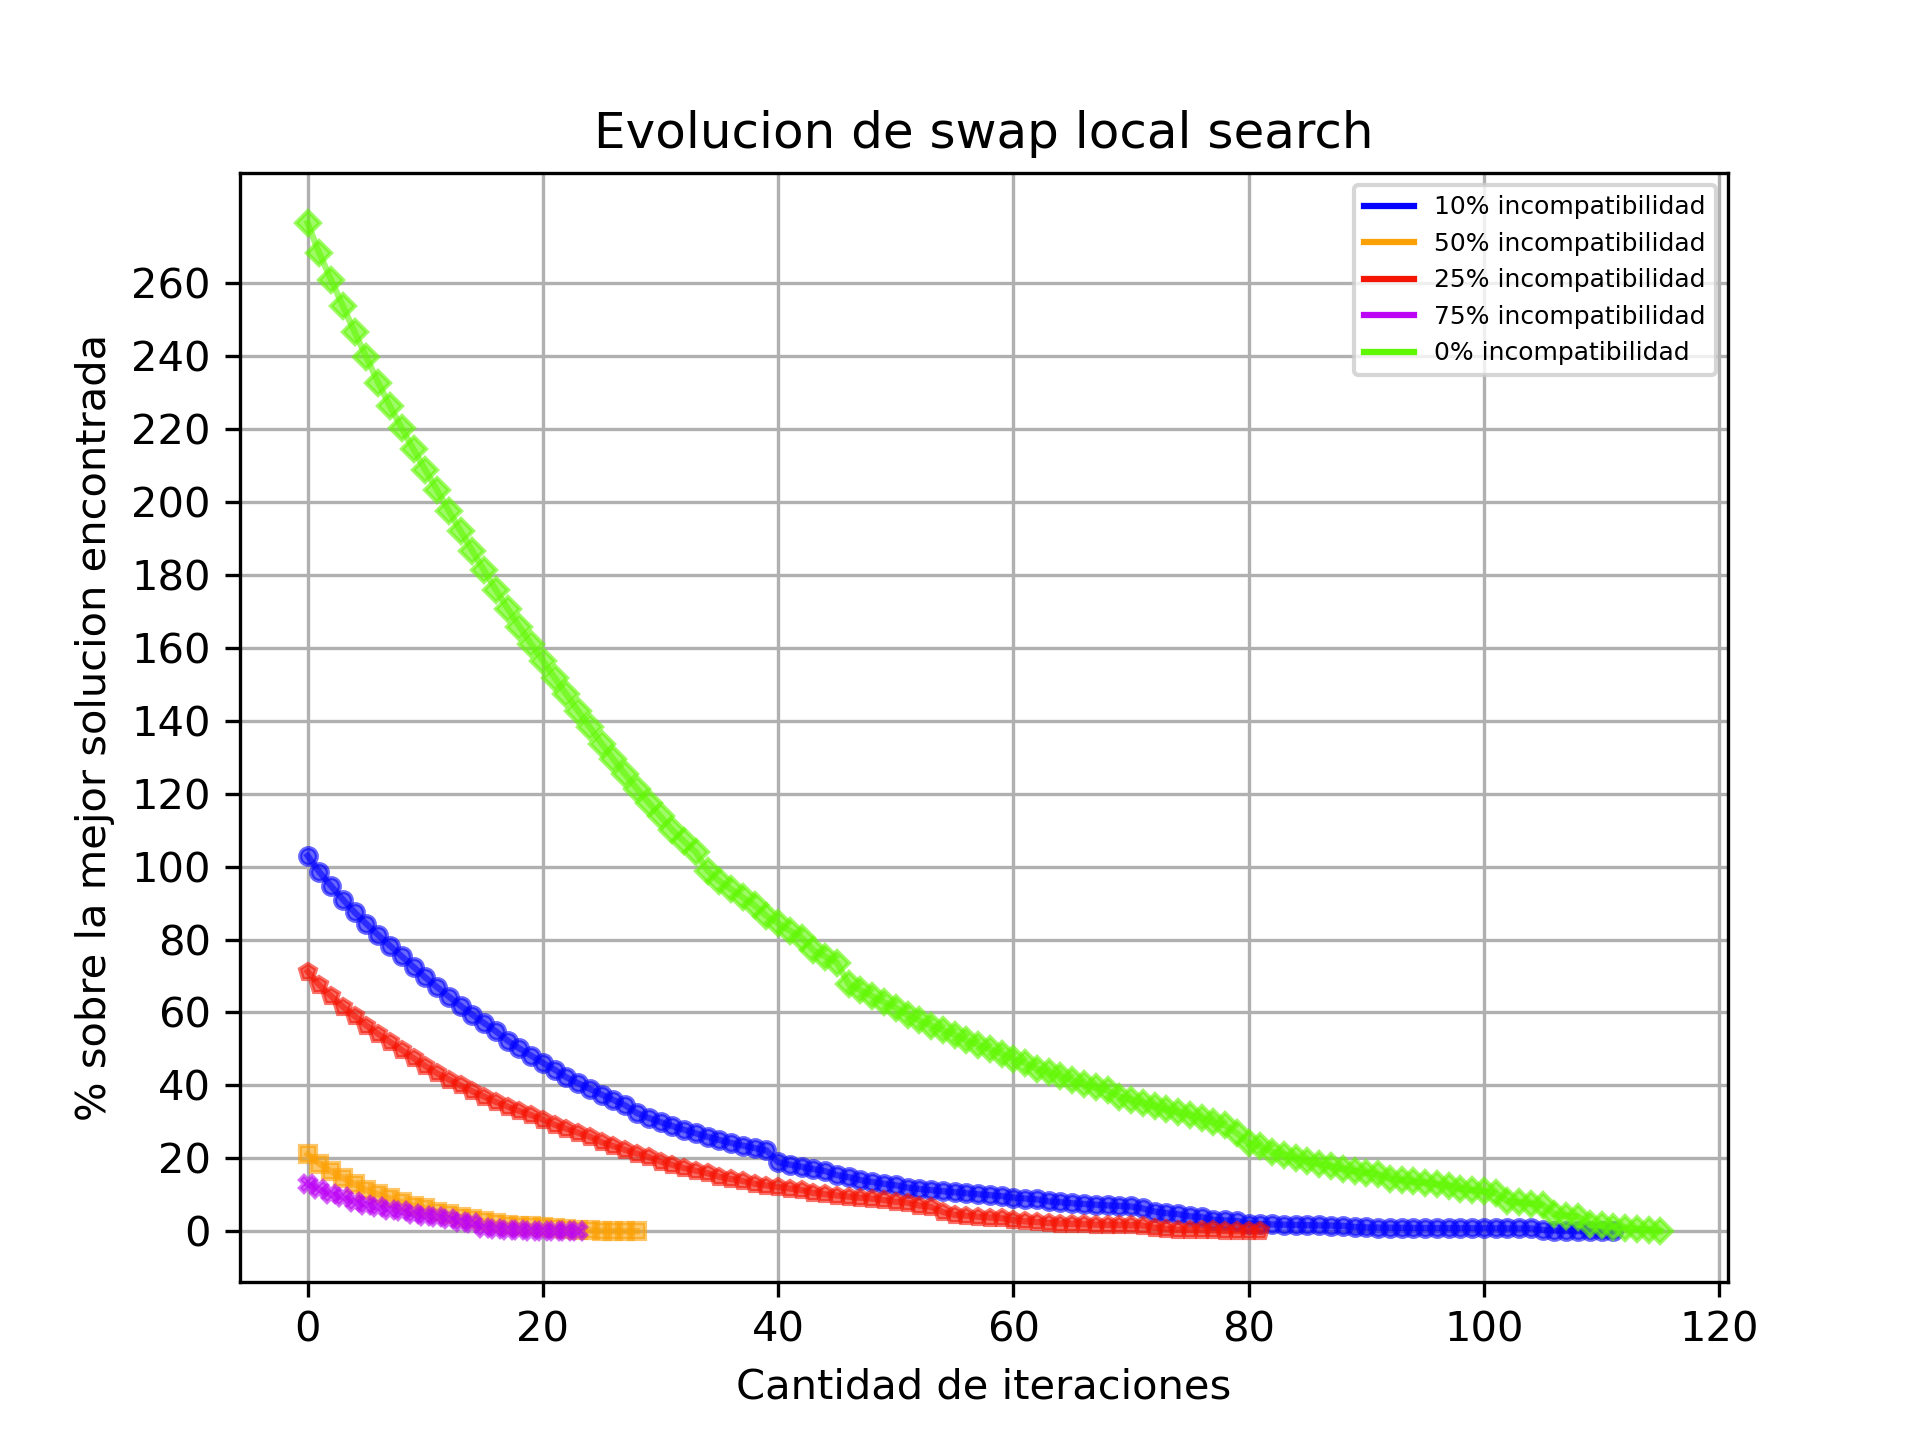 Evolucion de swap local search
10% incompatibilidad
50% incompatibilidad
25% incompatibilidad
75% incompatibilidad
0% incompatibilidad
% sobre la mejor solucion encontrada
260
240
220
200
180
160
140
120
100
80
60
40
20
0
0 20 40 60 80 100 120
Cantidad de iteraciones